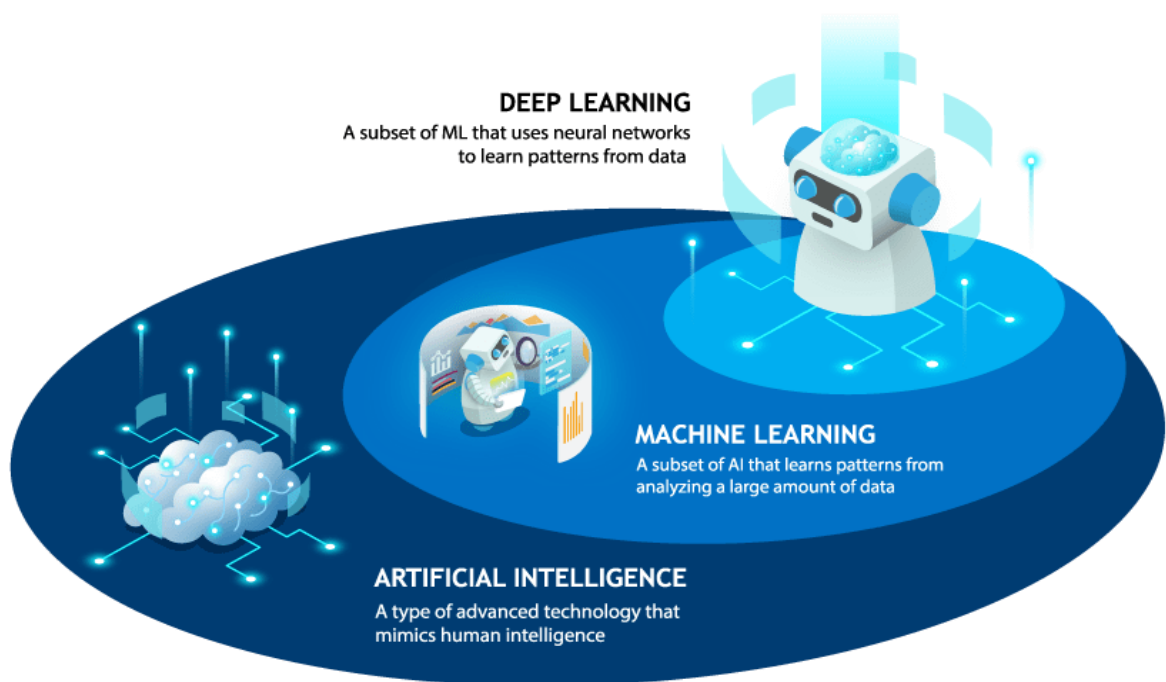 DEEP LEARNING
A subset of ML that uses neural networks
to learn patterns from data
MACHINE LEARNING
A subset of AI that learns patterns from
analyzing a large amount of data
ARTIFICIAL INTELLIGENCE
A type of advanced technology that
mimics human intelligence